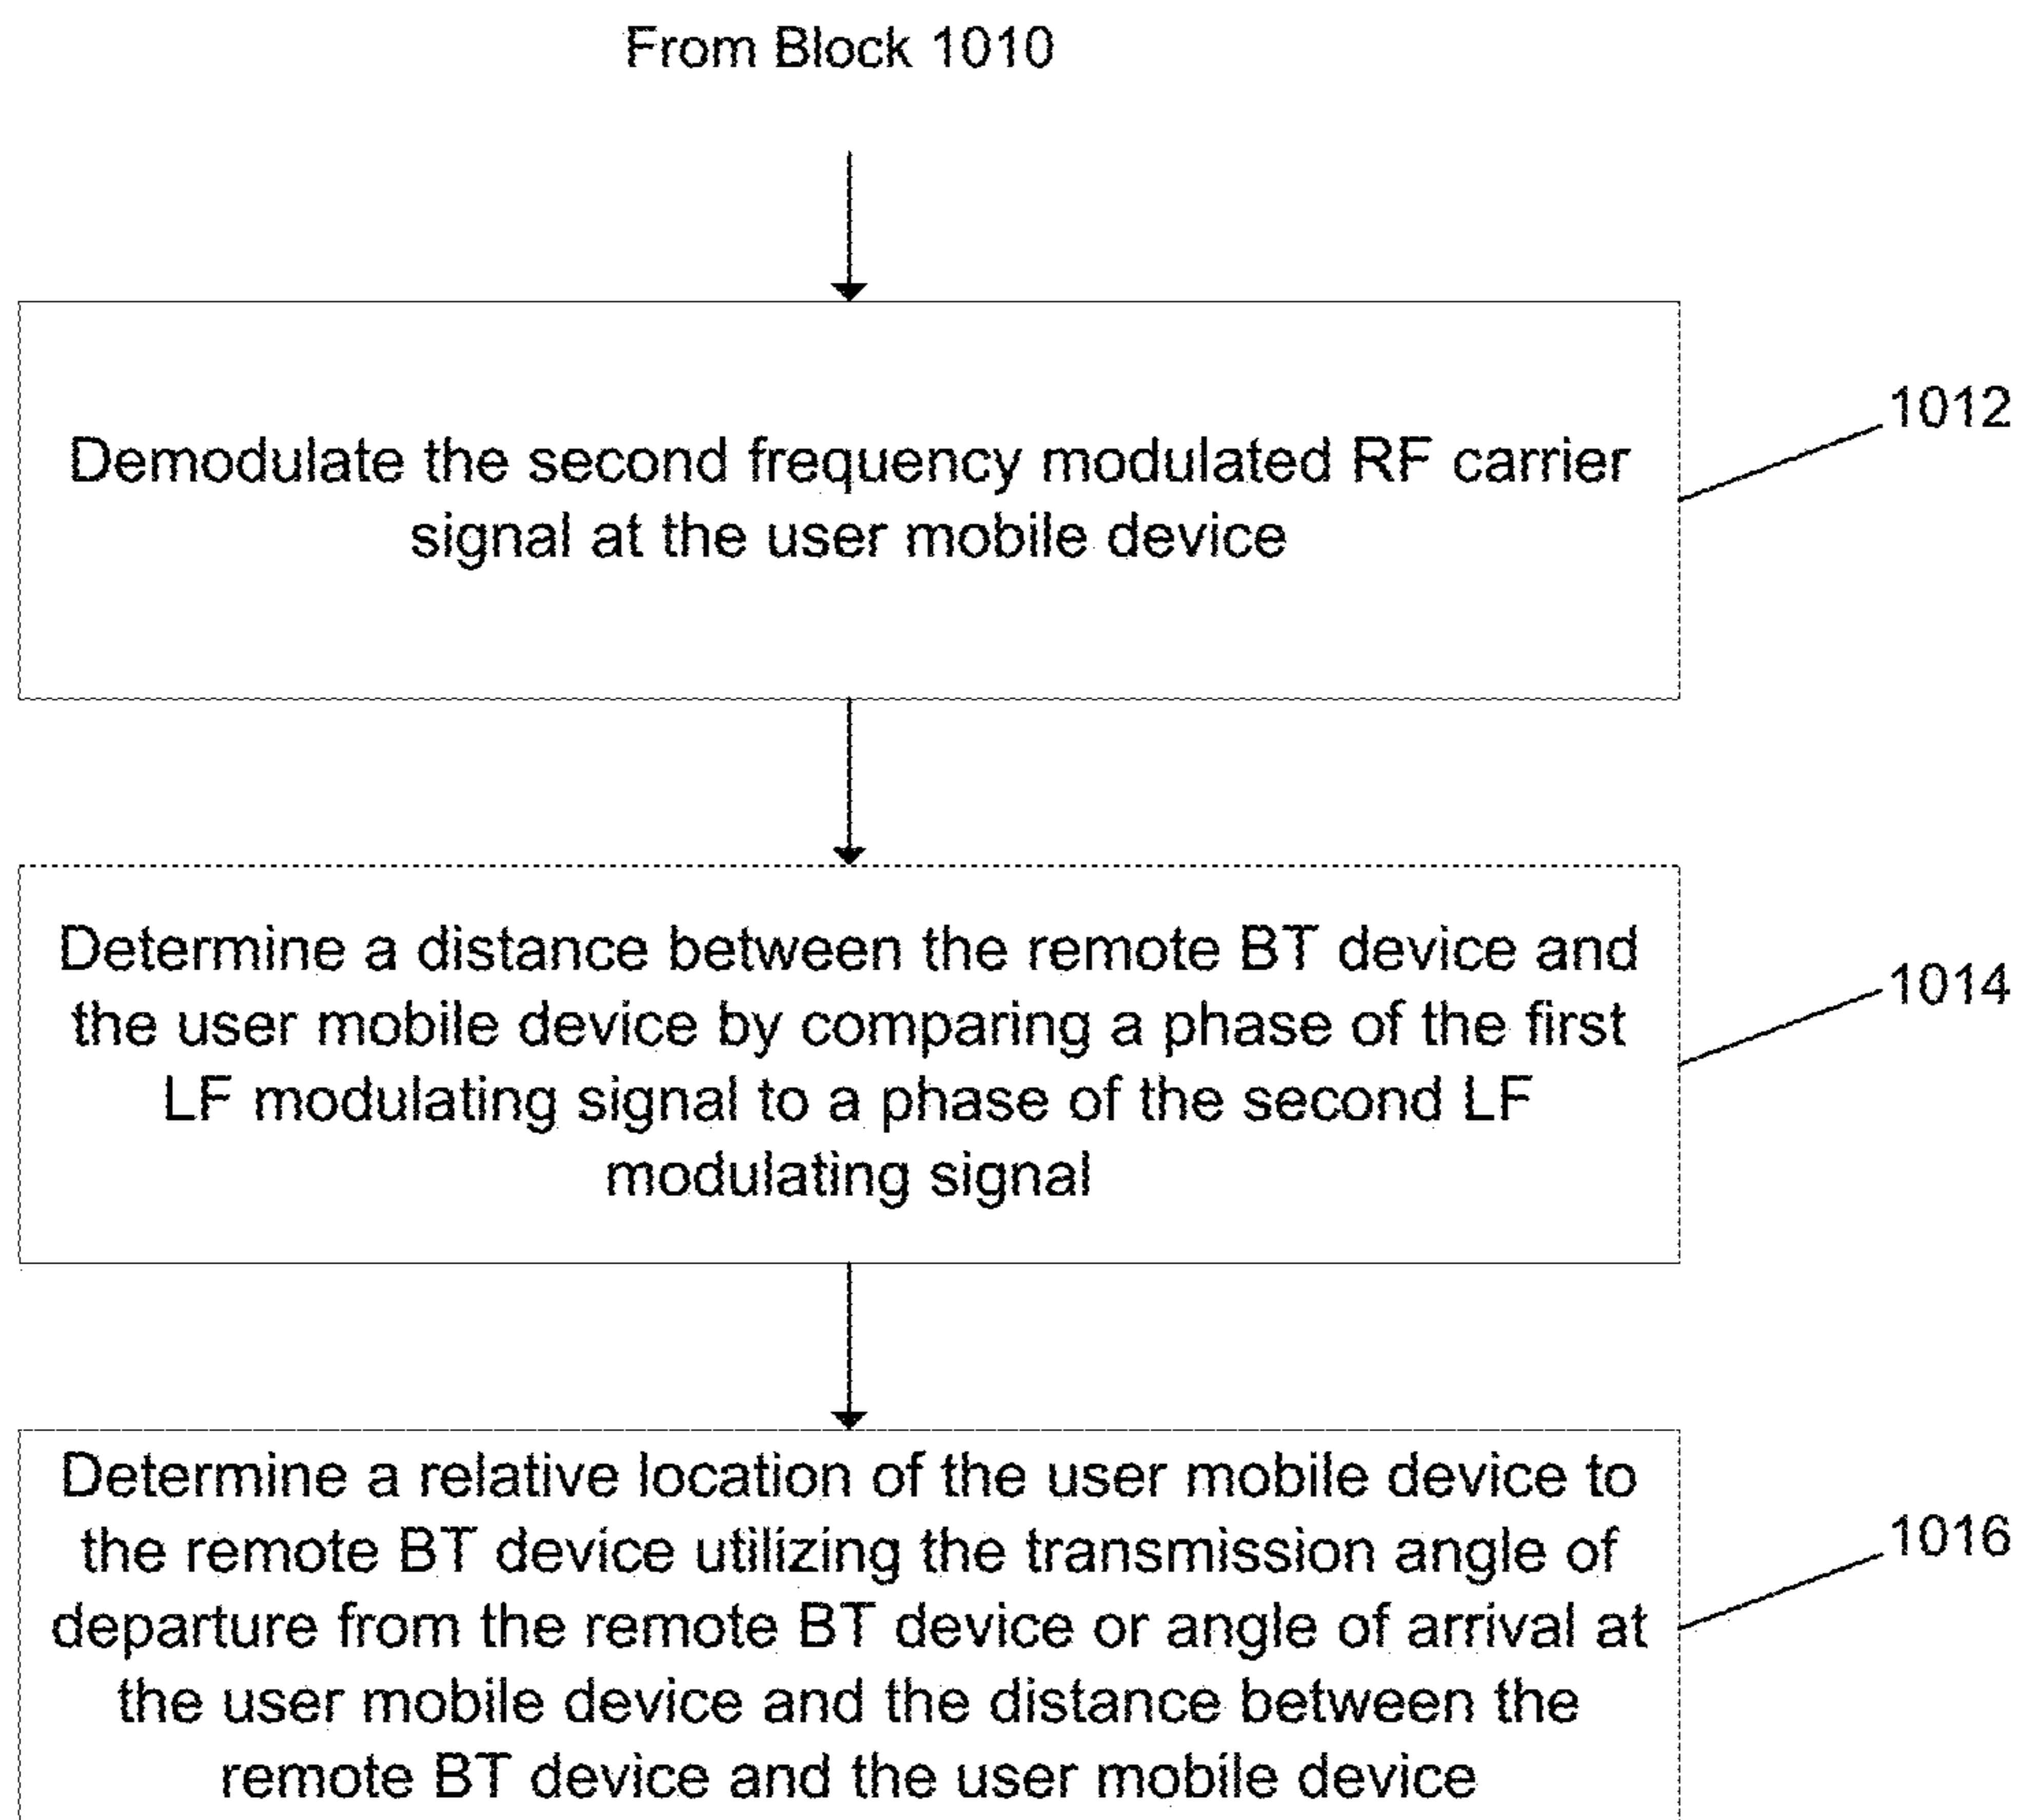 From Block 1010
Demodulate the second frequency modulated RF carrier
signal at the user mobile device
1012
Determine a distance between the remote BT device and
the user mobile device by comparing a phase of the first
LF modulating signal to a phase of the second LF
modulating signal
1014
Determine a relative location of the user mobile device to
the remote BT device utilizing the transmission angle of
departure from the remote BT device or angle of arrival at
the user mobile device and the distance between the
remote BT device and the user mobile device
1016